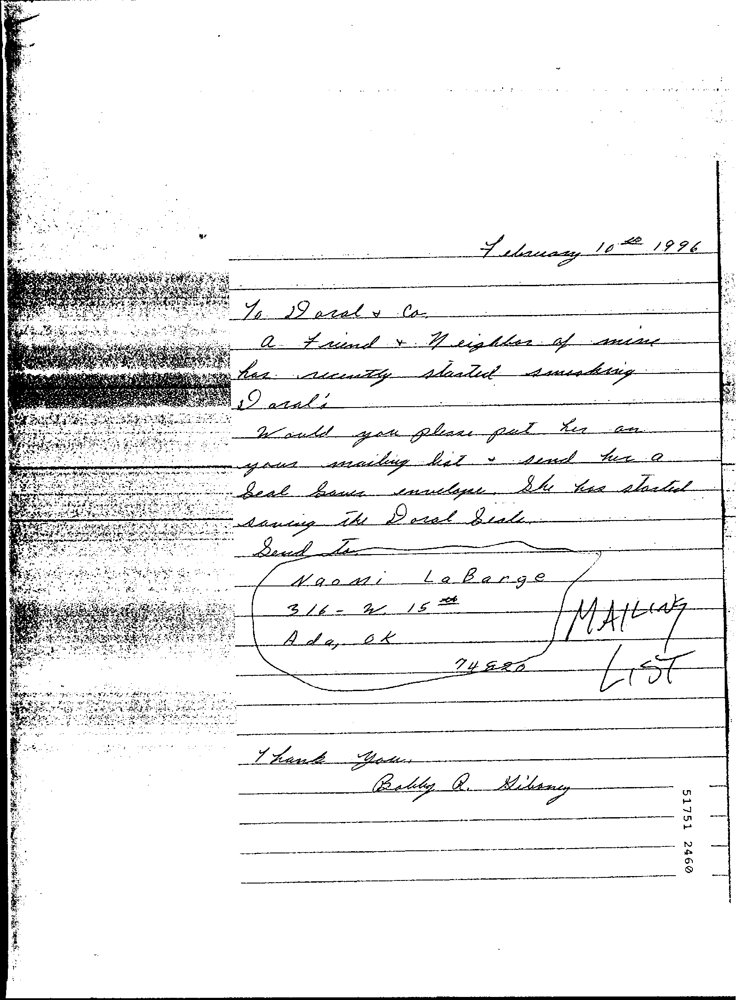 February 10th 1996
To Doral & Co.
A Friend & Neighbor of mine
has recently started smoking
Doral's
Would you please put her on
your mailing list & send her a
Seal Saver envelope. She has started
saving the Doral Seals.
Send to
Naomi LaBarge
316 - W. 15th
Ada, OK
74820
MAILING
LIST
Thank You,
Bobby R.
51751 2460